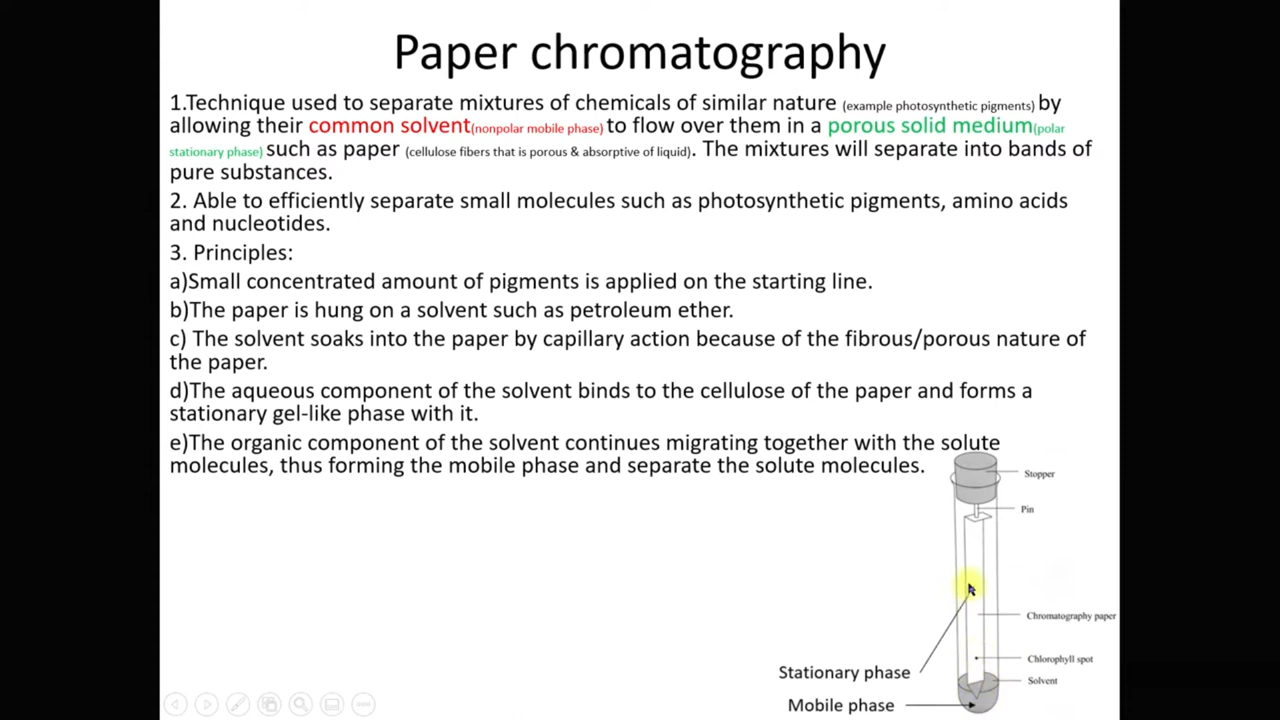 Paper chromatography
1.Technique used to separate mixtures of chemicals of similar nature (example photosynthetic pigments) by
allowing their common solvent(nonpolar mobile phase) to flow over them in a porous solid medium(polar
stationary phase) such as paper (cellulose fibers that is porous & absorptive of liquid). The mixtures will separate into bands of
pure substances.
2. Able to efficiently separate small molecules such as photosynthetic pigments, amino acids
and nucleotides.
3. Principles:
a)Small concentrated amount of pigments is applied on the starting line.
b)The paper is hung on a solvent such as petroleum ether.
c) The solvent soaks into the paper by capillary action because of the fibrous/porous nature of
the paper.
d)The aqueous component of the solvent binds to the cellulose of the paper and forms a
stationary gel-like phase with it.
e)The organic component of the solvent continues migrating together with the solute
molecules, thus forming the mobile phase and separate the solute molecules.
Stopper
Pin
Chromatography paper
Chlorophyll spot
Stationary phase
Solvent
Mobile phase